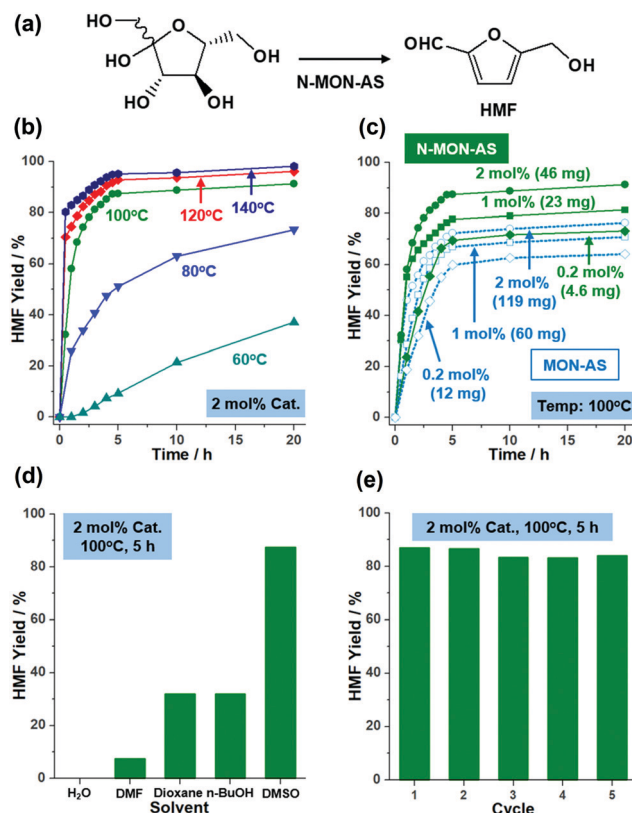 (a)
HO
O
OH
HO
HO
OH
N-MON-AS
OHC
O
OH
HMF
(b)
HMF Yield / %
100
80
60
40
20
0
140°C
120°C
100°C
80°C
60°C
2 mol% Cat.
0
5
10
15
20
Time / h
(c)
N-MON-AS
HMF Yield / %
100
80
60
40
20
0
2 mol% (46 mg)
1 mol% (23 mg)
0.2 mol%
(4.6 mg)
2 mol%
(119 mg)
1 mol% (60 mg)
0.2 mol%
(12 mg)
MON-AS
Temp: 100°C
0
5
10
15
20
Time / h
(d)
2 mol% Cat.
100°C, 5 h
HMF Yield / %
100
80
60
40
20
0
H₂O
DMF
Dioxane
n-BuOH
DMSO
Solvent
(e)
2 mol% Cat., 100°C, 5 h
HMF Yield / %
100
80
60
40
20
0
1
2
3
4
5
Cycle